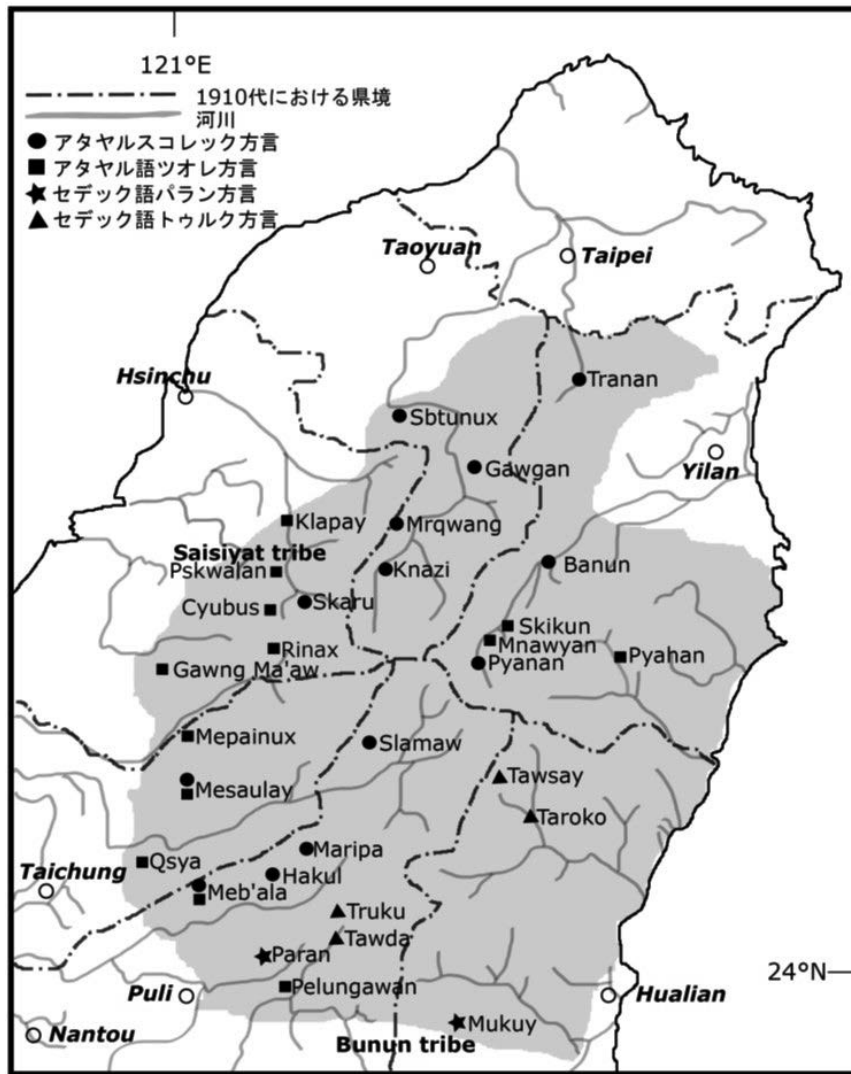 121°E
1910代における県境
河川
アタヤルスコレック方言
アタヤル語ツオレ方言
セデック語パラン方言
セデック語トゥルク方言
Taoyuan
Taipei
Hsinchu
Tranan
Sbtunux
Yilan
Gawgan
Klapay
Mrqwang
Saisiyat tribe
Pskwalan
Knazi
Banun
Cyubus
Skaru
Skikun
Mnawyan
Rinax
Pyanan
Pyahan
Gawng Ma'aw
Mepainux
Slamaw
Tawsay
Mesaulay
Taroko
Maripa
Qsya
Taichung
Hakul
Meb'ala
Truku
Tawda
Paran
24°N
Pelungawan
Puli
Hualian
Mukuy
Nantou
Bunun tribe